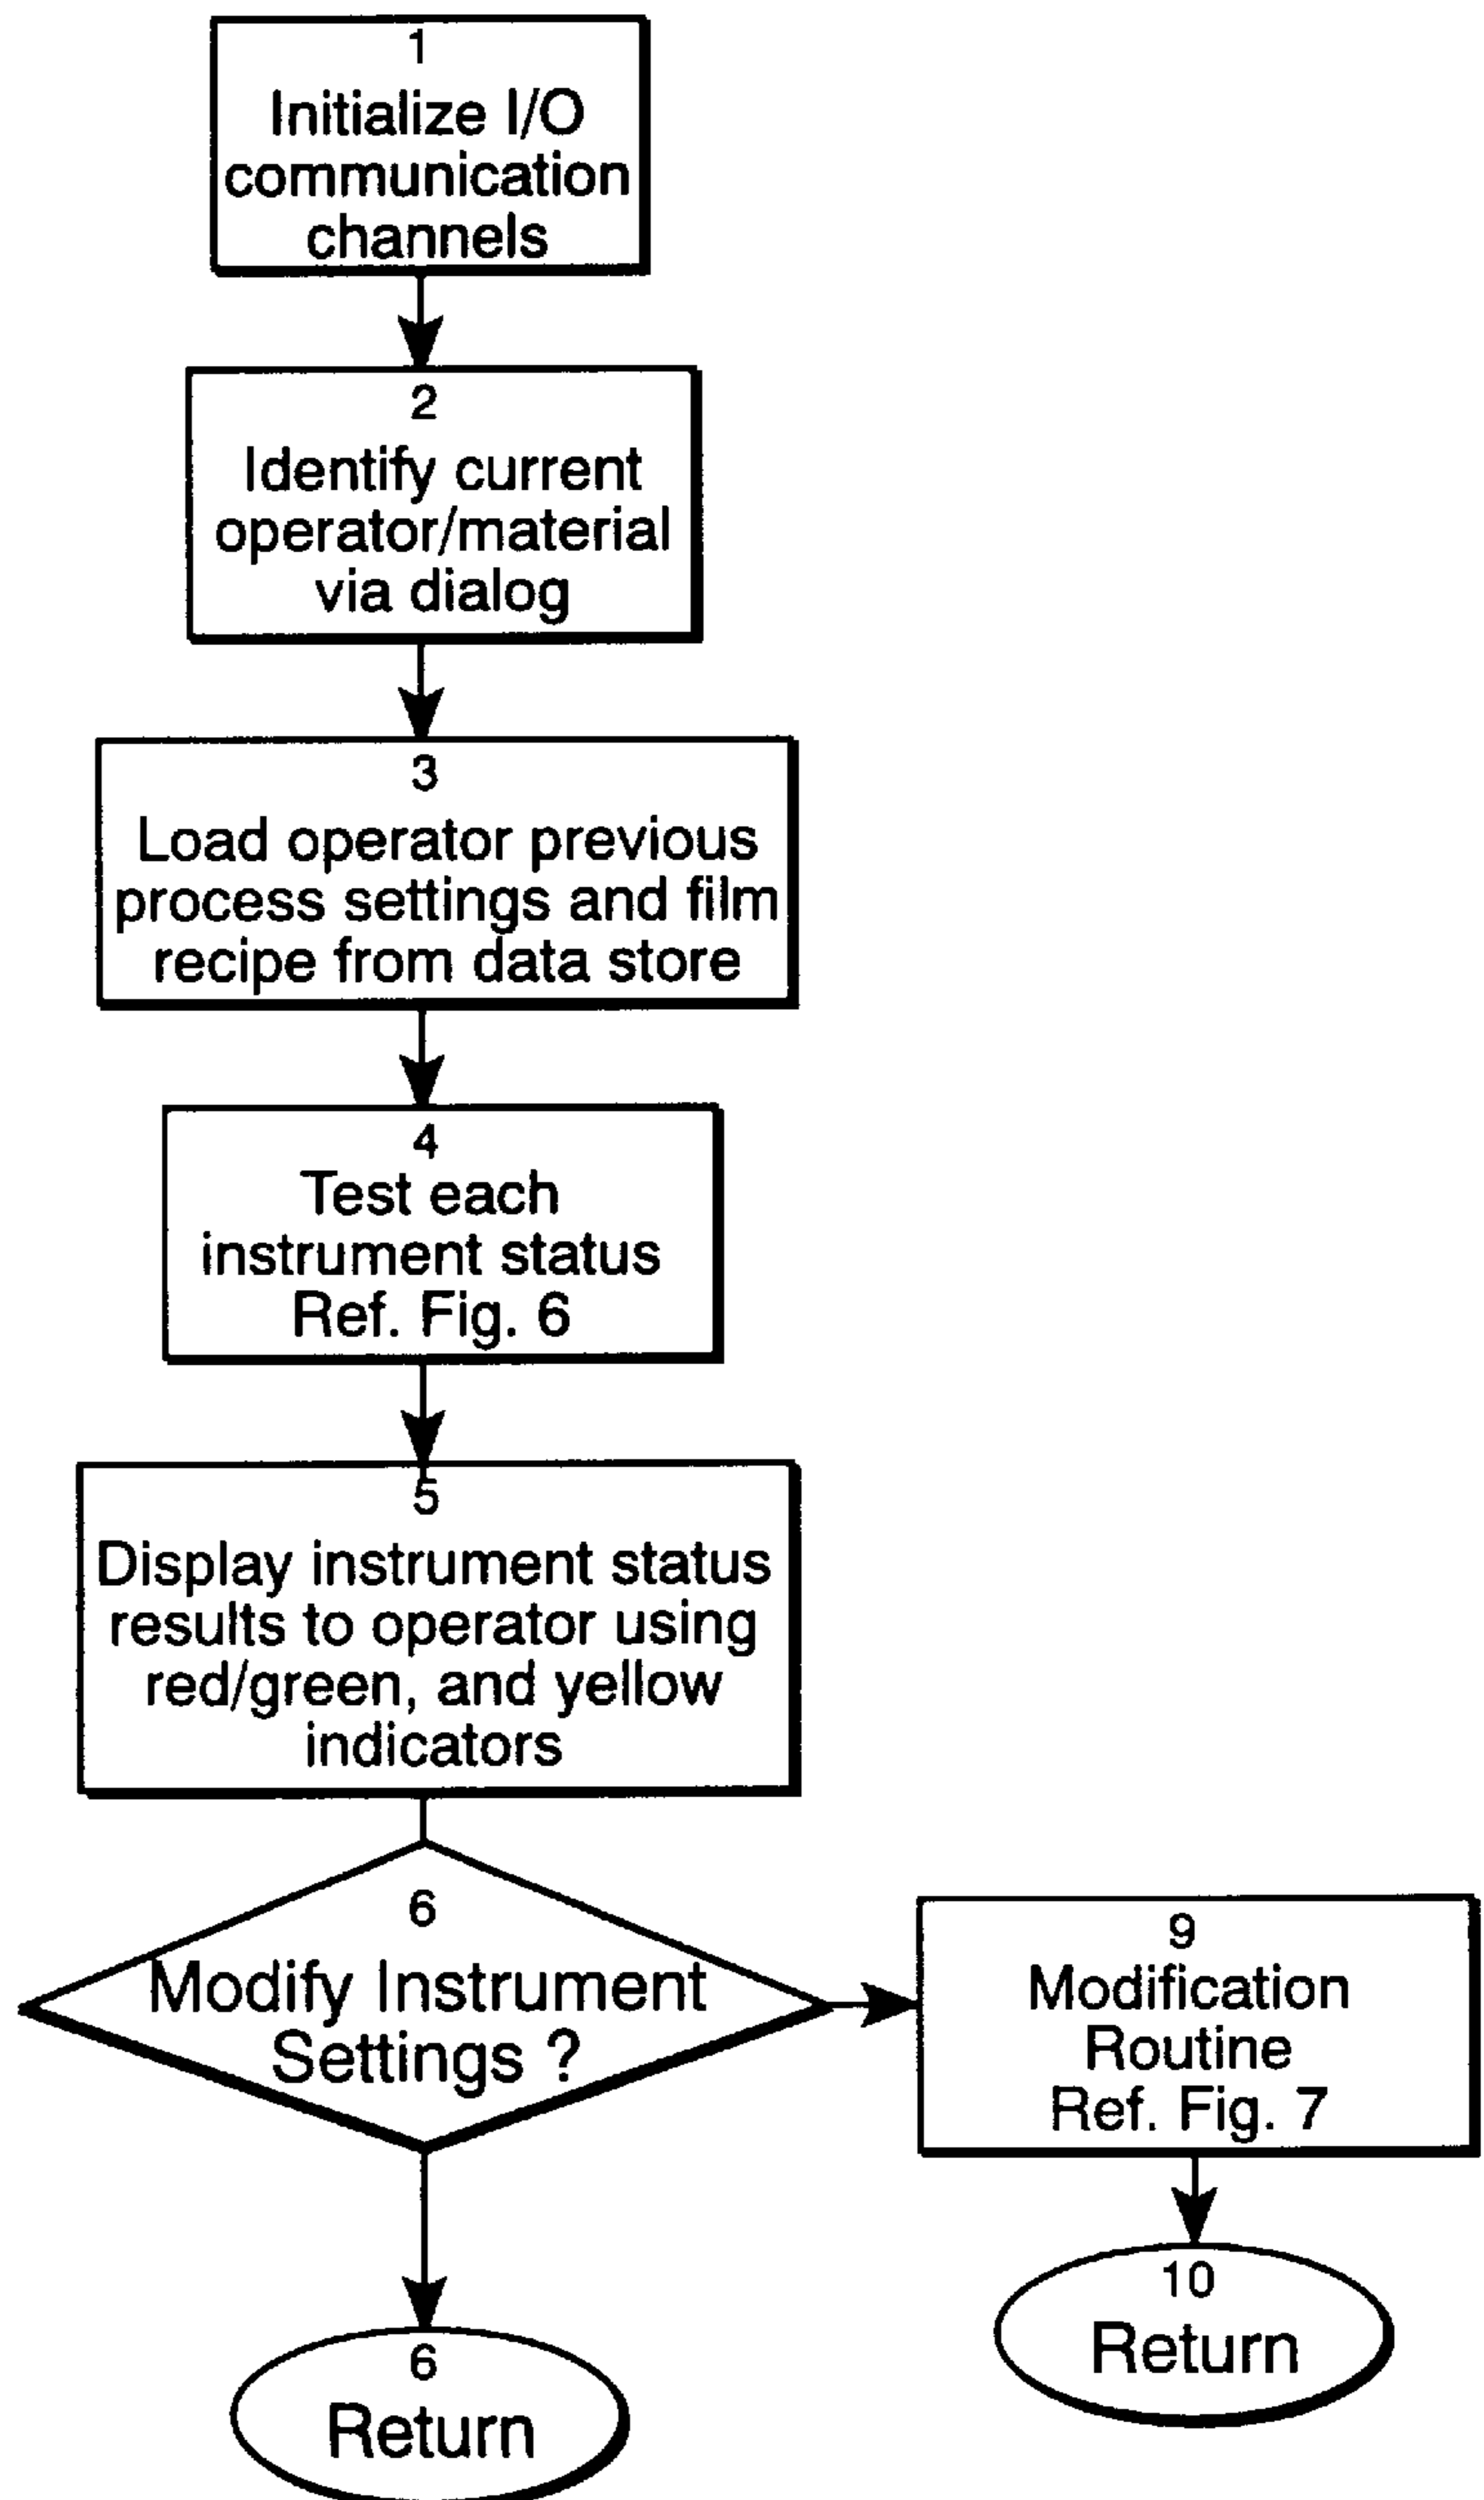 1
Initialize I/O
communication
channels
2
Identify current
operator/material
via dialog
3
Load operator previous
process settings and film
recipe from data store
4
Test each
instrument status
Ref. Fig. 6
5
Display instrument status
results to operator using
red/green, and yellow
indicators
6
Modify Instrument
Settings ?
9
Modification
Routine
Ref. Fig. 7
10
Return
6
Return